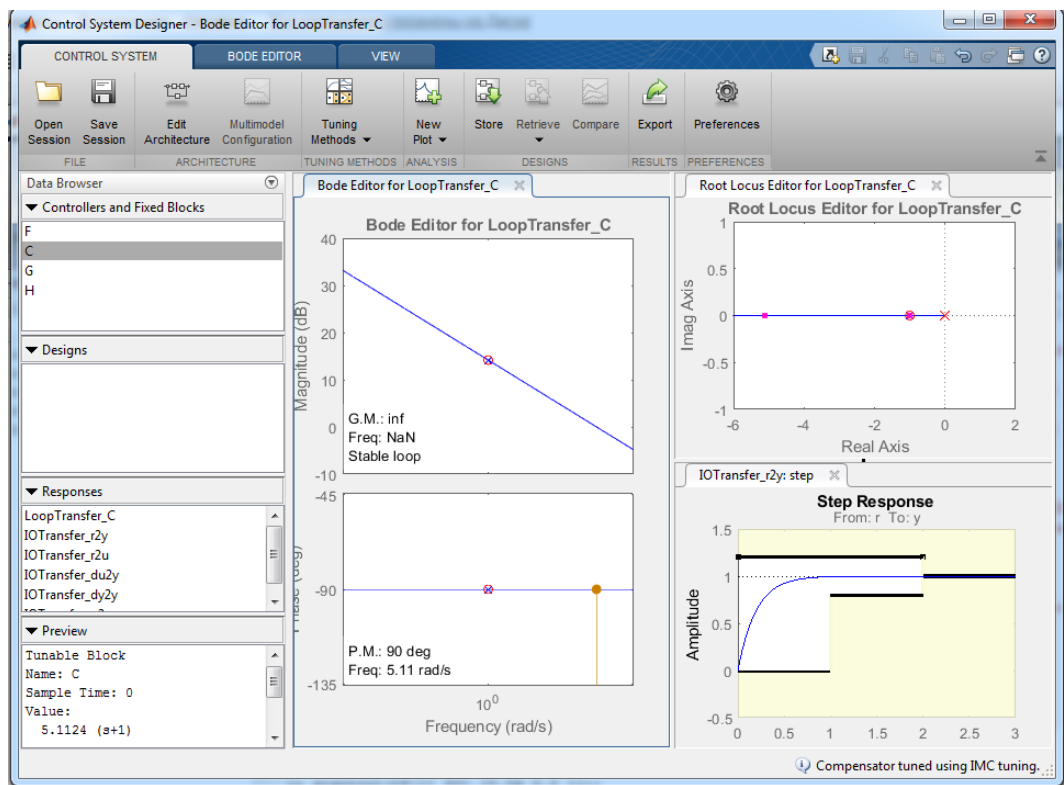 Control System Designer - Bode Editor for LoopTransfer_C
CONTROL SYSTEM
BODE EDITOR
VIEW
Open Session
Save Session
Edit Architecture
Multimodel Configuration
Tuning Methods
New Plot
Store
Retrieve
Compare
Export
Preferences
FILE
ARCHITECTURE
TUNING METHODS
ANALYSIS
DESIGNS
RESULTS
PREFERENCES
Data Browser
Controllers and Fixed Blocks
F
C
G
H
Designs
Responses
LoopTransfer_C
IOTransfer_r2y
IOTransfer_r2u
IOTransfer_du2y
IOTransfer_dy2y
Preview
Tunable Block
Name: C
Sample Time: 0
Value:
5.1124 (s+1)
Bode Editor for LoopTransfer_C
Bode Editor for LoopTransfer_C
Magnitude (dB)
40
30
20
10
0
-10
G.M.: inf
Freq: NaN
Stable loop
-45
-90
-135
P.M.: 90 deg
Freq: 5.11 rad/s
10^0
Frequency (rad/s)
Root Locus Editor for LoopTransfer_C
Root Locus Editor for LoopTransfer_C
Imag Axis
1
0.5
0
-0.5
-1
-6 -4 -2 0 2
Real Axis
IOTransfer_r2y: step
Step Response
From: r To: y
Amplitude
1.5
1
0.5
0
-0.5
0 0.5 1 1.5 2 2.5 3
Compensator tuned using IMC tuning.